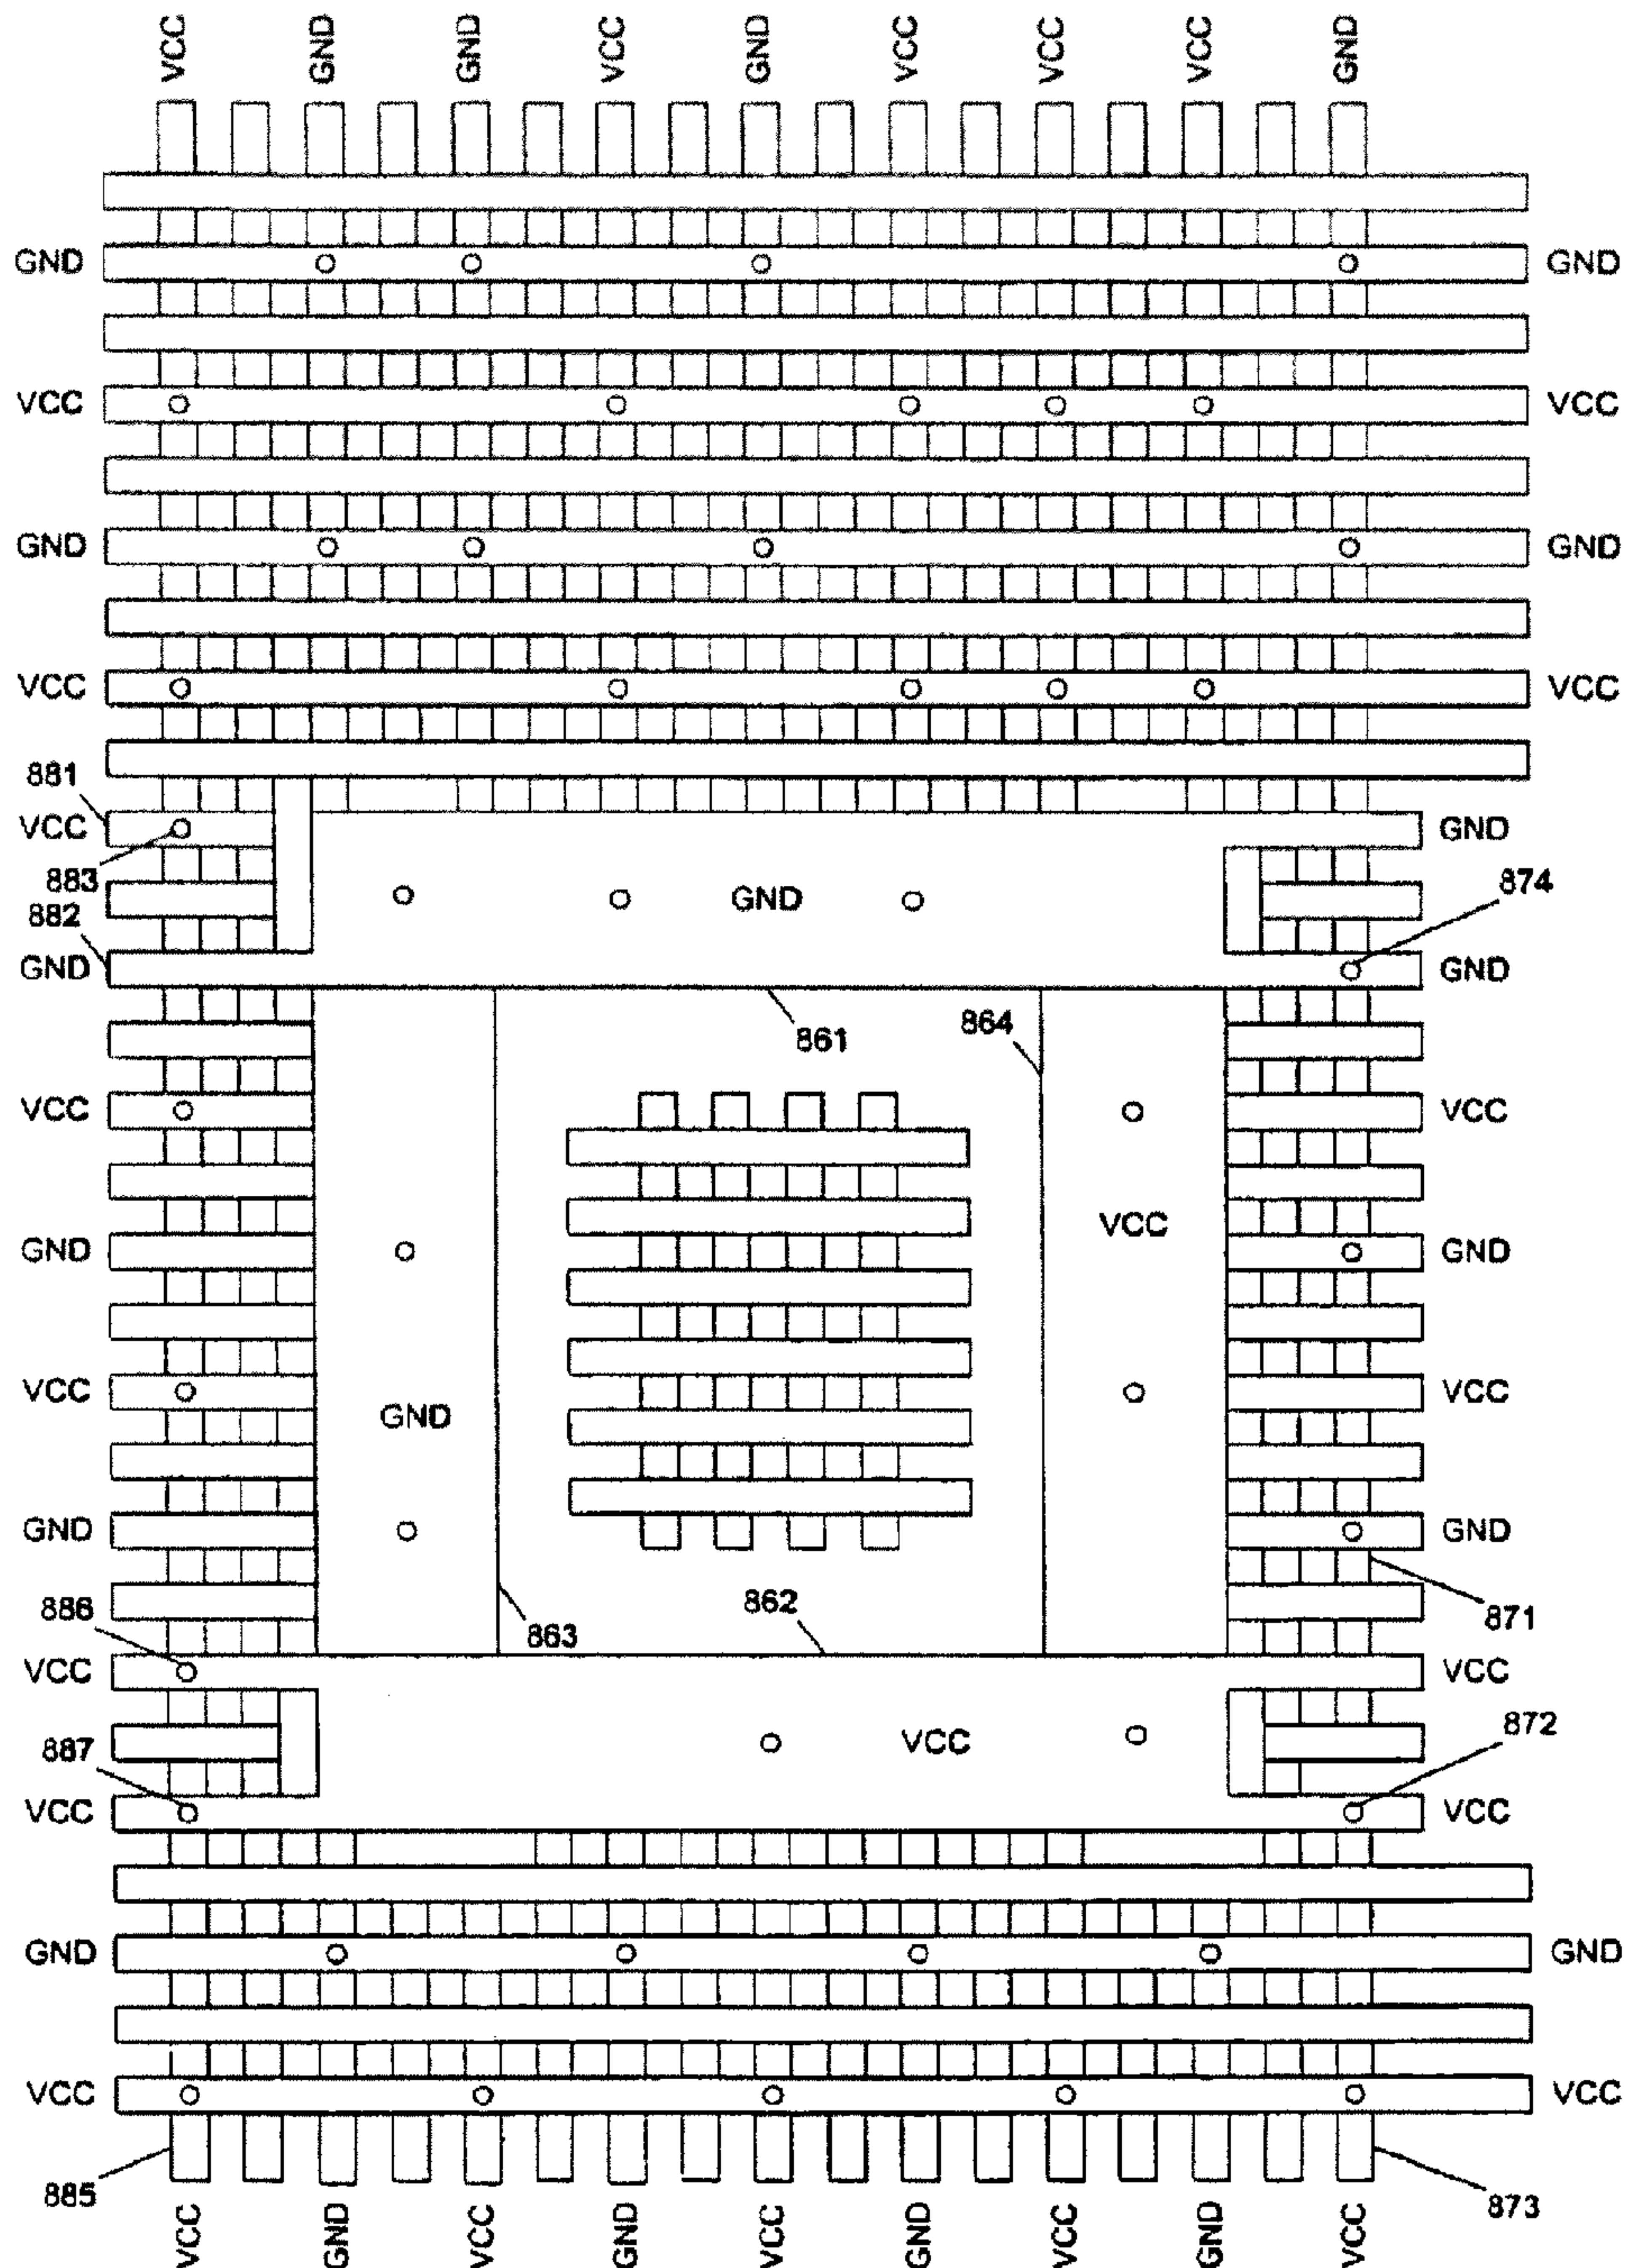 VCC GND GND VCC GND VCC VCC VCC GND
GND GND
VCC VCC
GND GND
VCC VCC
881
VCC GND
883
GND
874
882
GND GND
861
864
VCC VCC
VCC
GND GND
VCC VCC
GND
GND GND
886
862
871
863
VCC VCC
872
887
VCC
VCC VCC
GND GND
VCC VCC
885
873
VCC GND VCC GND VCC GND VCC GND VCC